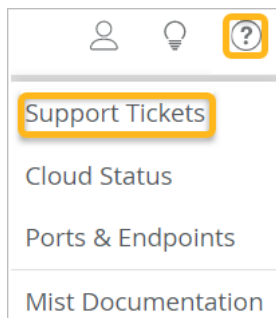 ?
Support Tickets
Cloud Status
Ports & Endpoints
Mist Documentation